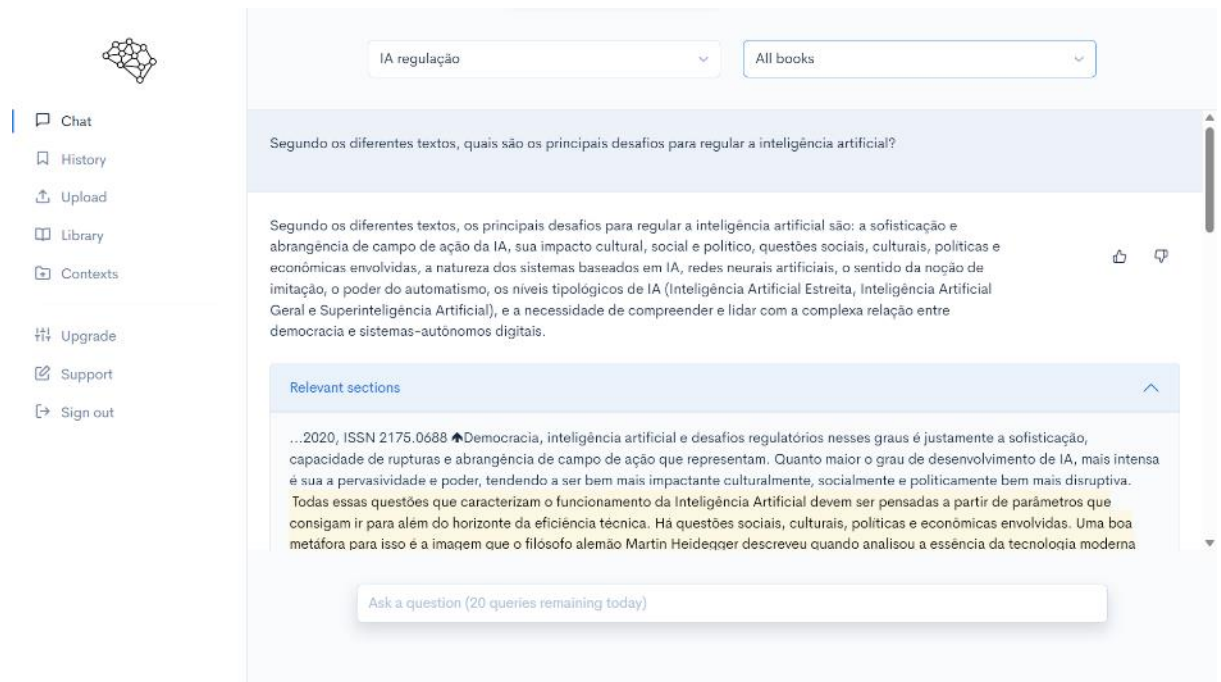 IA regulação
All books
Chat
History
Upload
Library
Contexts
Upgrade
Support
Sign out
Segundo os diferentes textos, quais são os principais desafios para regular a inteligência artificial?
Segundo os diferentes textos, os principais desafios para regular a inteligência artificial são: a sofisticação e
abrangência de campo de ação da IA, sua impacto cultural, social e político, questões sociais, culturais, políticas e
econômicas envolvidas, a natureza dos sistemas baseados em IA, redes neurais artificiais, o sentido da noção de
imitação, o poder do automatismo, os níveis tipológicos de IA (Inteligência Artificial Estreita, Inteligência Artificial
Geral e Superinteligência Artificial), e a necessidade de compreender e lidar com a complexa relação entre
democracia e sistemas-autônomos digitais.
Relevant sections
...2020, ISSN 2175.0688 🡅Democracia, inteligência artificial e desafios regulatórios nesses graus é justamente a sofisticação,
capacidade de rupturas e abrangência de campo de ação que representam. Quanto maior o grau de desenvolvimento de IA, mais intensa
é sua a pervasividade e poder, tendendo a ser bem mais impactante culturalmente, socialmente e politicamente bem mais disruptiva.
Todas essas questões que caracterizam o funcionamento da Inteligência Artificial devem ser pensadas a partir de parâmetros que
consigam ir para além do horizonte da eficiência técnica. Há questões sociais, culturais, políticas e econômicas envolvidas. Uma boa
metáfora para isso é a imagem que o filósofo alemão Martin Heidegger descreveu quando analisou a essência da tecnologia moderna
Ask a question (20 queries remaining today)